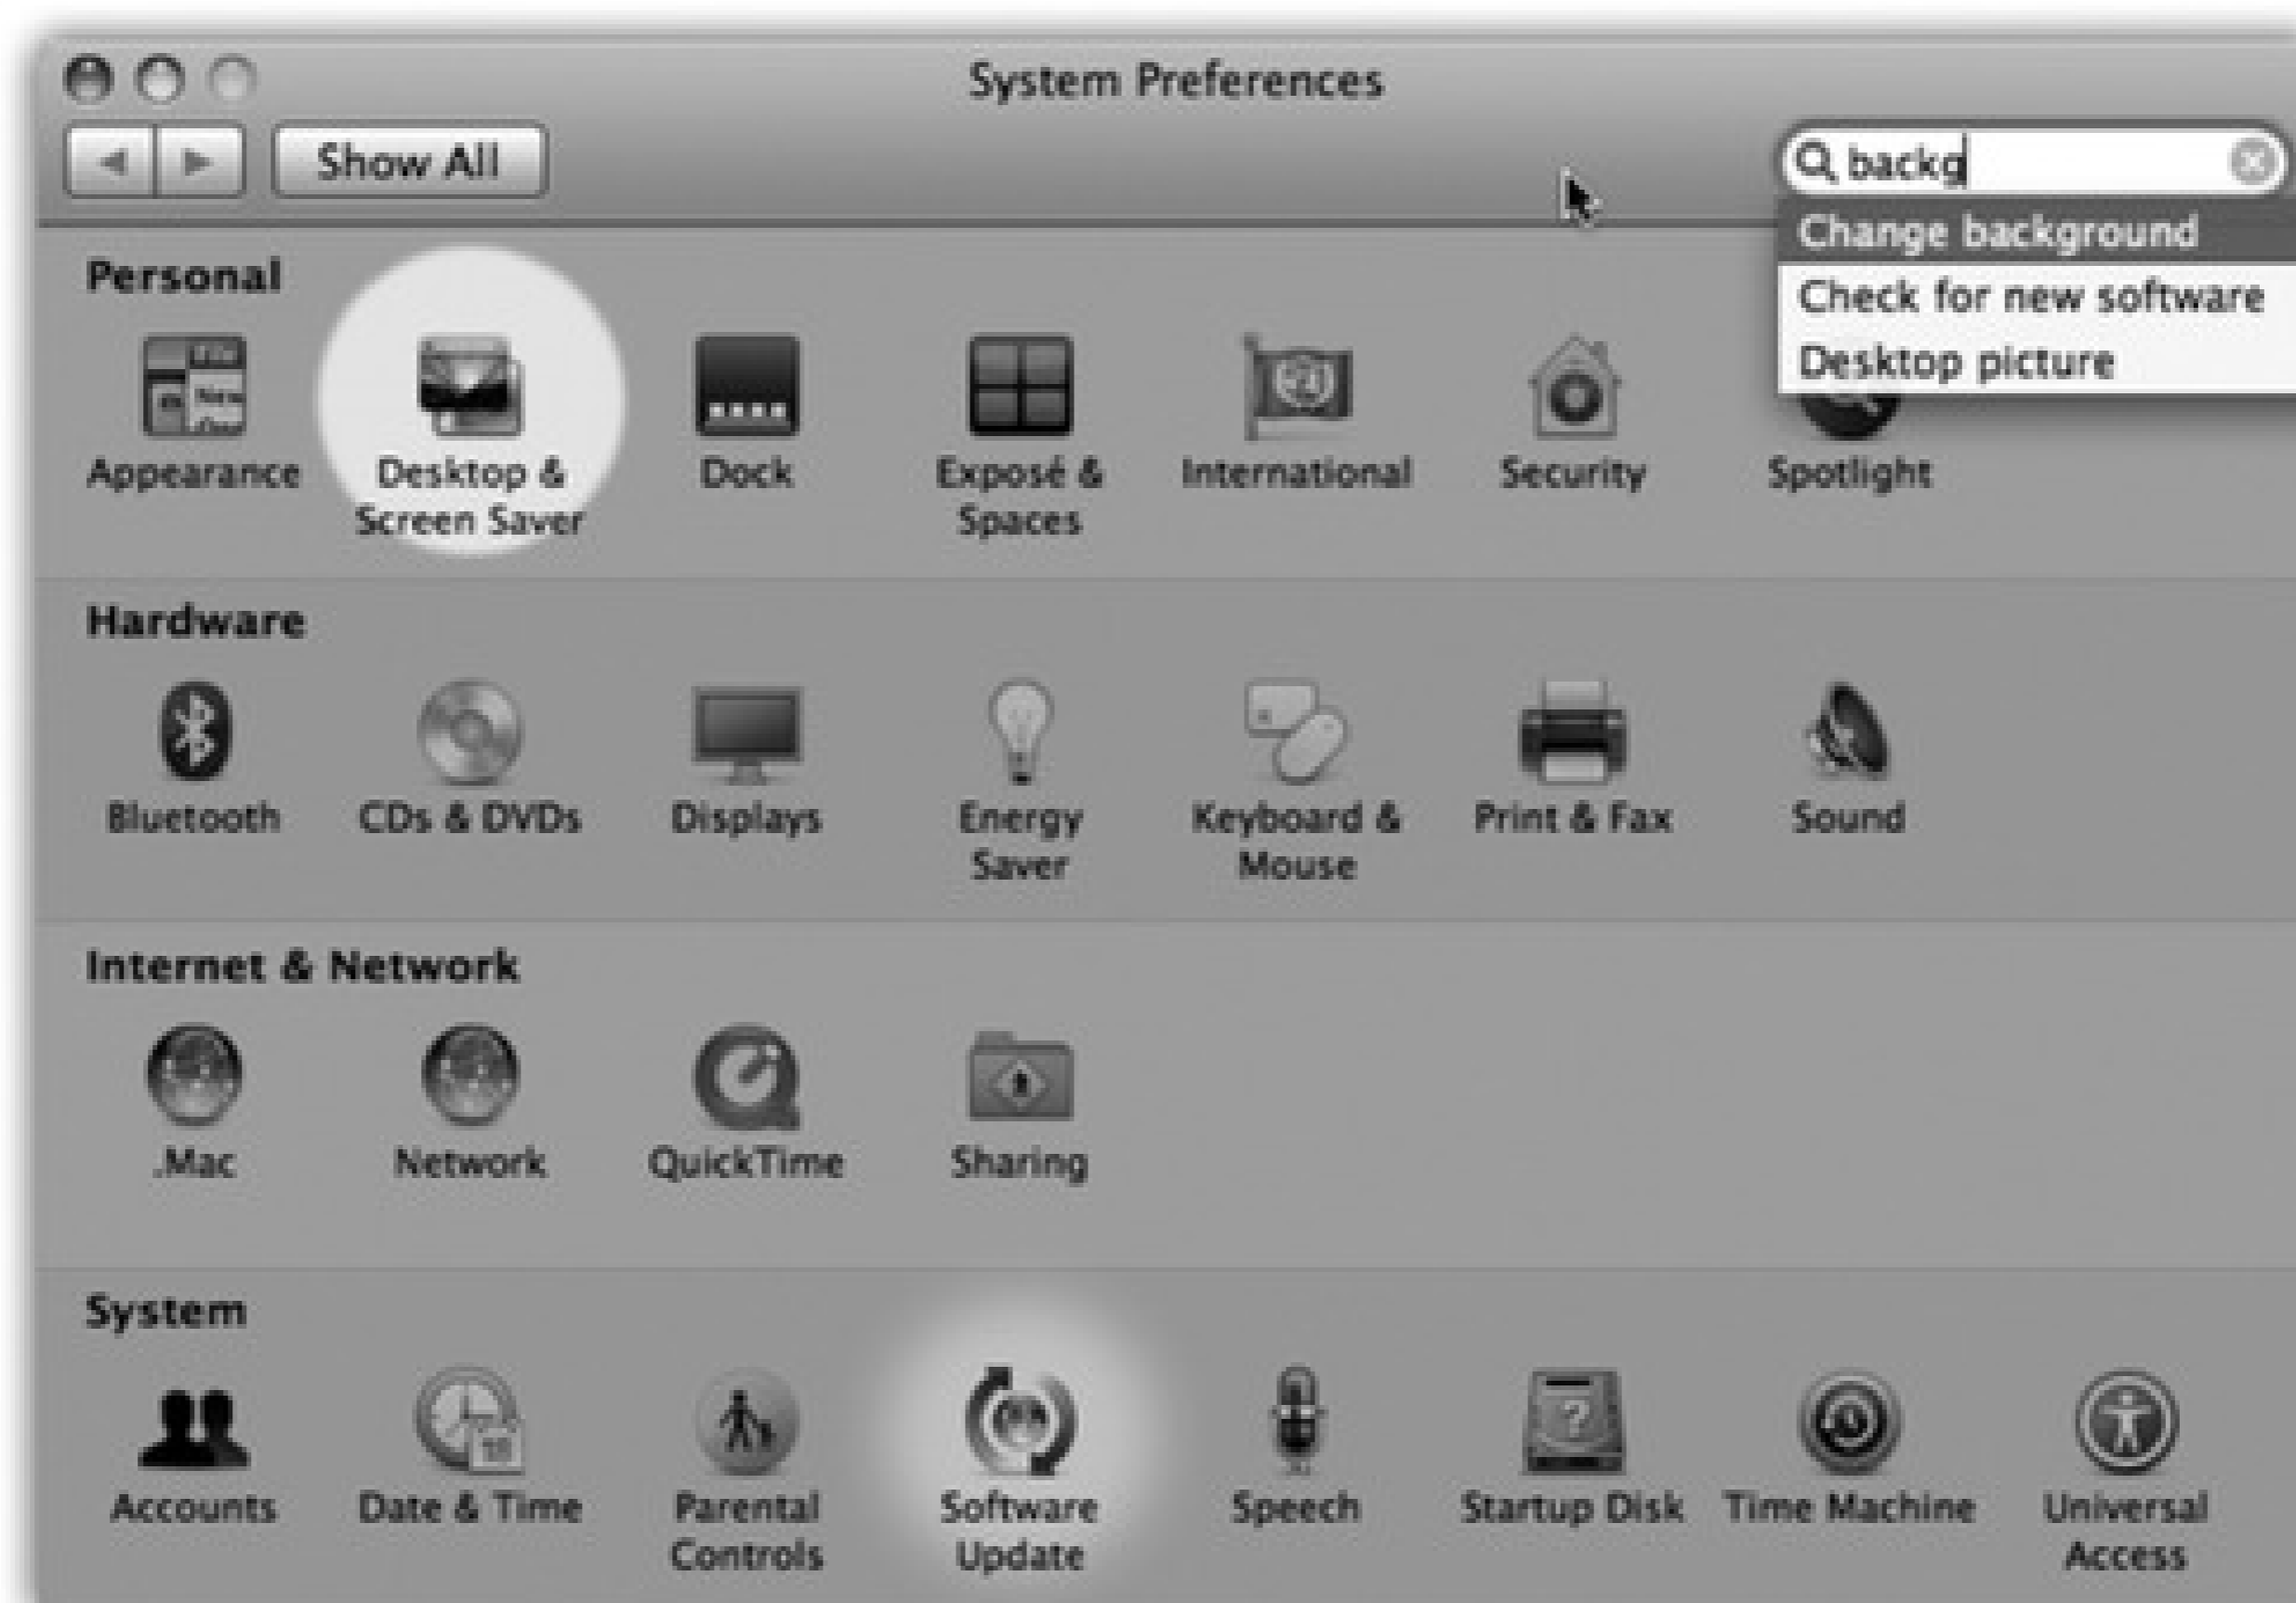 System Preferences
Show All
backg
Change background
Check for new software
Desktop picture
Personal
Appearance
Desktop &
Screen Saver
Dock
Exposé &
Spaces
International
Security
Spotlight
Hardware
Bluetooth
CDs & DVDs
Displays
Energy
Saver
Keyboard &
Mouse
Print & Fax
Sound
Internet & Network
.Mac
Network
QuickTime
Sharing
System
Accounts
Date & Time
Parental
Controls
Software
Update
Speech
Startup Disk
Time Machine
Universal
Access